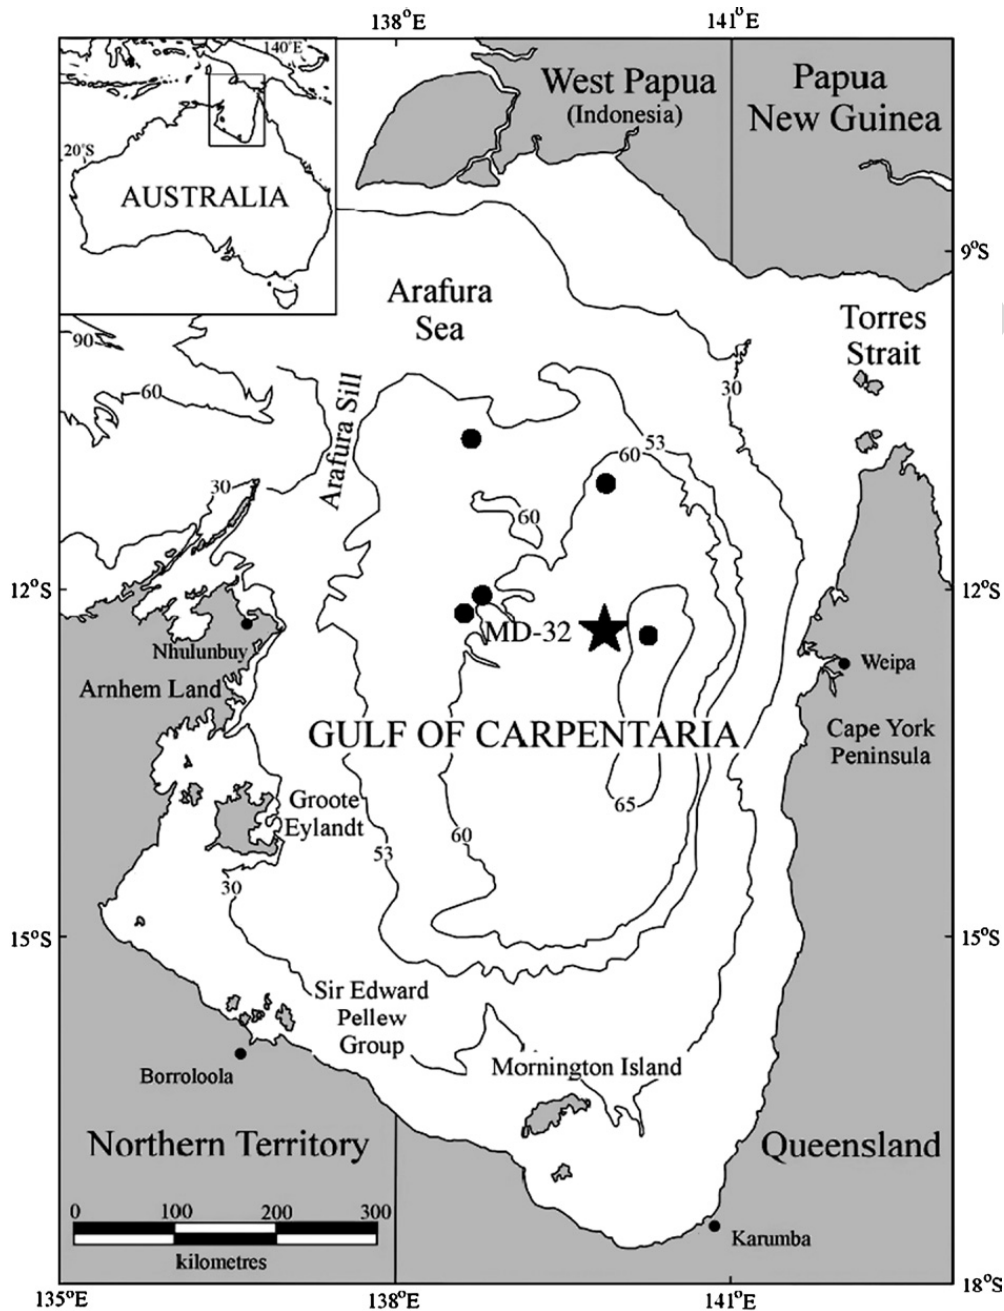 138°E
141°E
140°E
20°S
AUSTRALIA
West Papua
(Indonesia)
Papua
New Guinea
9°S
Arafura
Sea
Torres
Strait
90
60
30
Arafura Sill
53
60
30
60
12°S
12°S
MD-32
Nhulunbuy
Weipa
Arnhem Land
GULF OF CARPENTARIA
Cape York
Peninsula
65
Groote
Eylandt
60
53
30
15°S
15°S
Sir Edward
Pellew
Group
Mornington Island
Borroloola
Northern Territory
Queensland
0 100 200 300
kilometres
Karumba
18°S
135°E
138°E
141°E